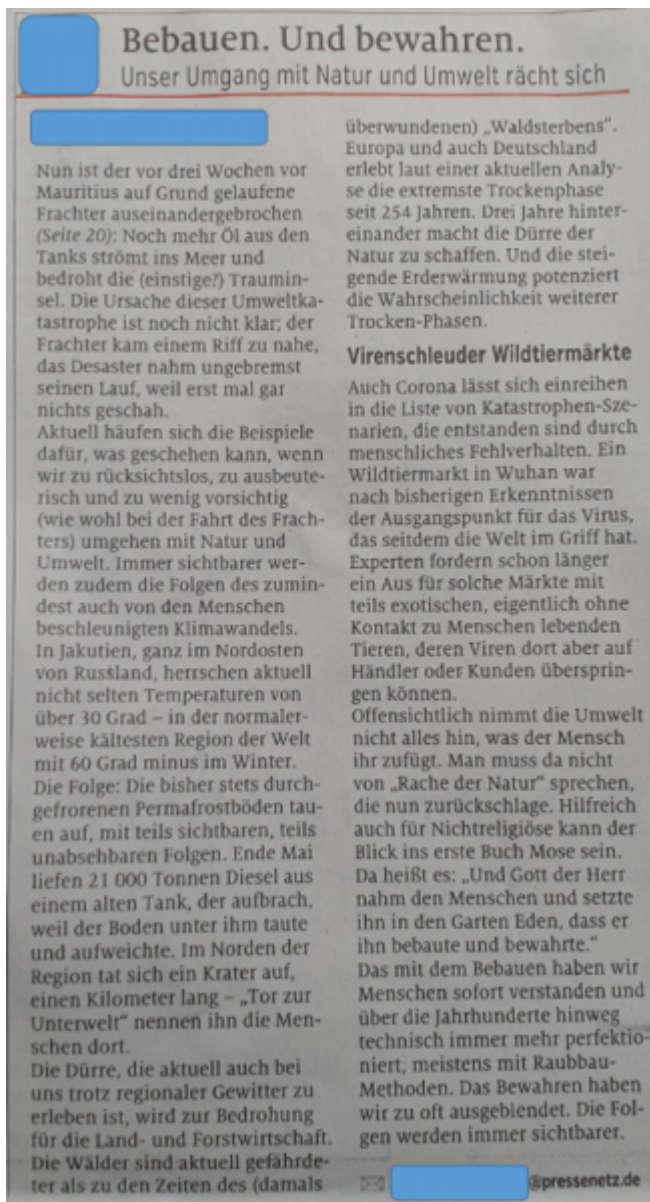 Bebauen. Und bewahren.
Unser Umgang mit Natur und Umwelt rächt sich
Nun ist der vor drei Wochen vor
Mauritius auf Grund gelaufene
Frachter auseinandergebrochen
(Seite 20): Noch mehr Öl aus den
Tanks strömt ins Meer und
bedroht die (einstige?) Traumin-
sel. Die Ursache dieser Umweltka-
tastrophe ist noch nicht klar; der
Frachter kam einem Riff zu nahe,
das Desaster nahm ungebremst
seinen Lauf, weil erst mal gar
nichts geschah.
Aktuell häufen sich die Beispiele
dafür, was geschehen kann, wenn
wir zu rücksichtslos, zu ausbeute-
risch und zu wenig vorsichtig
(wie wohl bei der Fahrt des Frach-
ters) umgehen mit Natur und
Umwelt. Immer sichtbarer wer-
den zudem die Folgen des zumin-
dest auch von den Menschen
beschleunigten Klimawandels.
In Jakutien, ganz im Nordosten
von Russland, herrschen aktuell
nicht selten Temperaturen von
über 30 Grad – in der normaler-
weise kältesten Region der Welt
mit 60 Grad minus im Winter.
Die Folge: Die bisher stets durch-
gefrorenen Permafrostböden tau-
en auf, mit teils sichtbaren, teils
unabsehbaren Folgen. Ende Mai
liefen 21 000 Tonnen Diesel aus
einem alten Tank, der aufbrach,
weil der Boden unter ihm taute
und aufweichte. Im Norden der
Region tat sich ein Krater auf,
einen Kilometer lang – „Tor zur
Unterwelt“ nennen ihn die Men-
schen dort.
Die Dürre, die aktuell auch bei
uns trotz regionaler Gewitter zu
erleben ist, wird zur Bedrohung
für die Land- und Forstwirtschaft.
Die Wälder sind aktuell gefährde-
ter als zu den Zeiten des (damals
überwundenen) „Waldsterbens“.
Europa und auch Deutschland
erlebt laut einer aktuellen Analy-
se die extremste Trockenphase
seit 254 Jahren. Drei Jahre hinter-
einander macht die Dürre der
Natur zu schaffen. Und die stei-
gende Erderwärmung potenziert
die Wahrscheinlichkeit weiterer
Trocken-Phasen.
Virenschleuder Wildtiermärkte
Auch Corona lässt sich einreihen
in die Liste von Katastrophen-Sze-
narien, die entstanden sind durch
menschliches Fehlverhalten. Ein
Wildtiermarkt in Wuhan war
nach bisherigen Erkenntnissen
der Ausgangspunkt für das Virus,
das seitdem die Welt im Griff hat.
Experten fordern schon länger
ein Aus für solche Märkte mit
teils exotischen, eigentlich ohne
Kontakt zu Menschen lebenden
Tieren, deren Viren dort aber auf
Händler oder Kunden übersprin-
gen können.
Offensichtlich nimmt die Umwelt
nicht alles hin, was der Mensch
ihr zufügt. Man muss da nicht
von „Rache der Natur“ sprechen,
die nun zurückschlage. Hilfreich
auch für Nichtreligiöse kann der
Blick ins erste Buch Mose sein.
Da heißt es: „Und Gott der Herr
nahm den Menschen und setzte
ihn in den Garten Eden, dass er
ihn bebaute und bewahrte.“
Das mit dem Bebauen haben wir
Menschen sofort verstanden und
über die Jahrhunderte hinweg
technisch immer mehr perfektio-
niert, meistens mit Raubbau-
Methoden. Das Bewahren haben
wir zu oft ausgeblendet. Die Fol-
gen werden immer sichtbarer.
@pressenetz.de